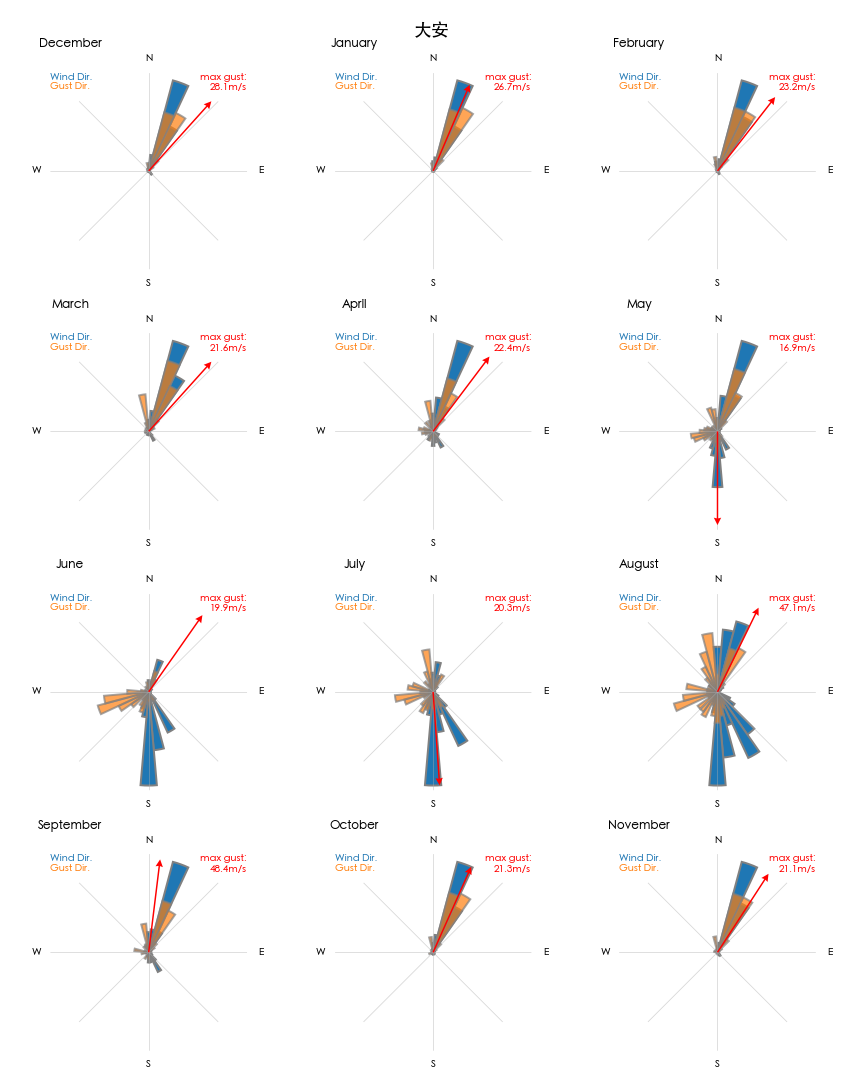 大安
December
N
Wind Dir.
Gust Dir.
max gust:
28.1m/s
W
E
S
January
N
Wind Dir.
Gust Dir.
max gust:
26.7m/s
W
E
S
February
N
Wind Dir.
Gust Dir.
max gust:
23.2m/s
W
E
S
March
N
Wind Dir.
Gust Dir.
max gust:
21.6m/s
W
E
S
April
N
Wind Dir.
Gust Dir.
max gust:
22.4m/s
W
E
S
May
N
Wind Dir.
Gust Dir.
max gust:
16.9m/s
W
E
S
June
N
Wind Dir.
Gust Dir.
max gust:
19.9m/s
W
E
S
July
N
Wind Dir.
Gust Dir.
max gust:
20.3m/s
W
E
S
August
N
Wind Dir.
Gust Dir.
max gust:
47.1m/s
W
E
S
September
N
Wind Dir.
Gust Dir.
max gust:
48.4m/s
W
E
S
October
N
Wind Dir.
Gust Dir.
max gust:
21.3m/s
W
E
S
November
N
Wind Dir.
Gust Dir.
max gust:
21.1m/s
W
E
S